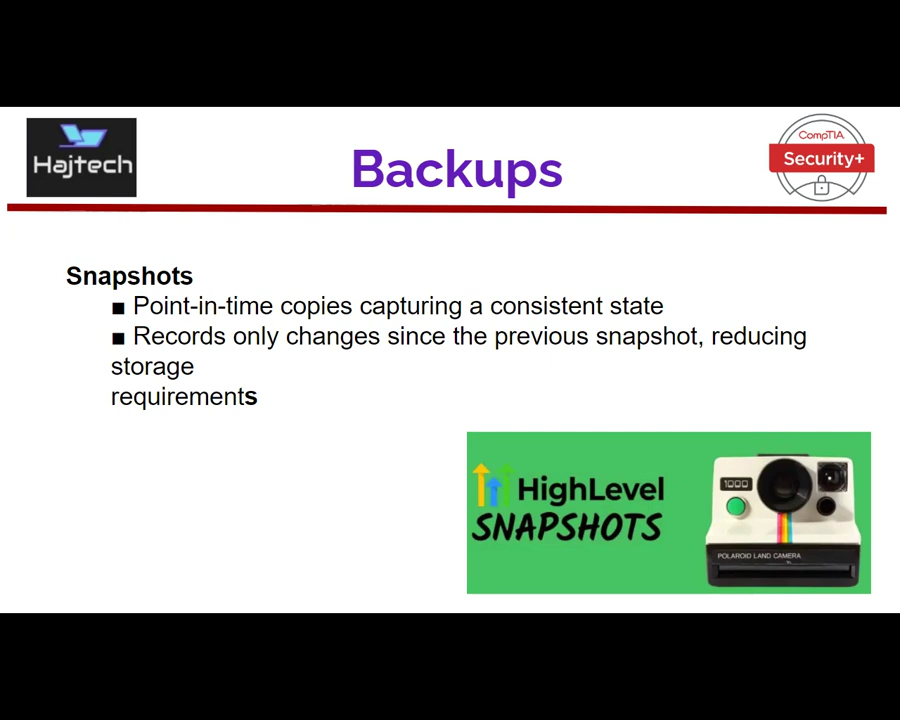 Hajtech
Backups
CompTIA
Security+
Snapshots
■ Point-in-time copies capturing a consistent state
■ Records only changes since the previous snapshot, reducing
storage
requirements
HighLevel
SNAPSHOTS
1000
POLAROID LAND CAMERA